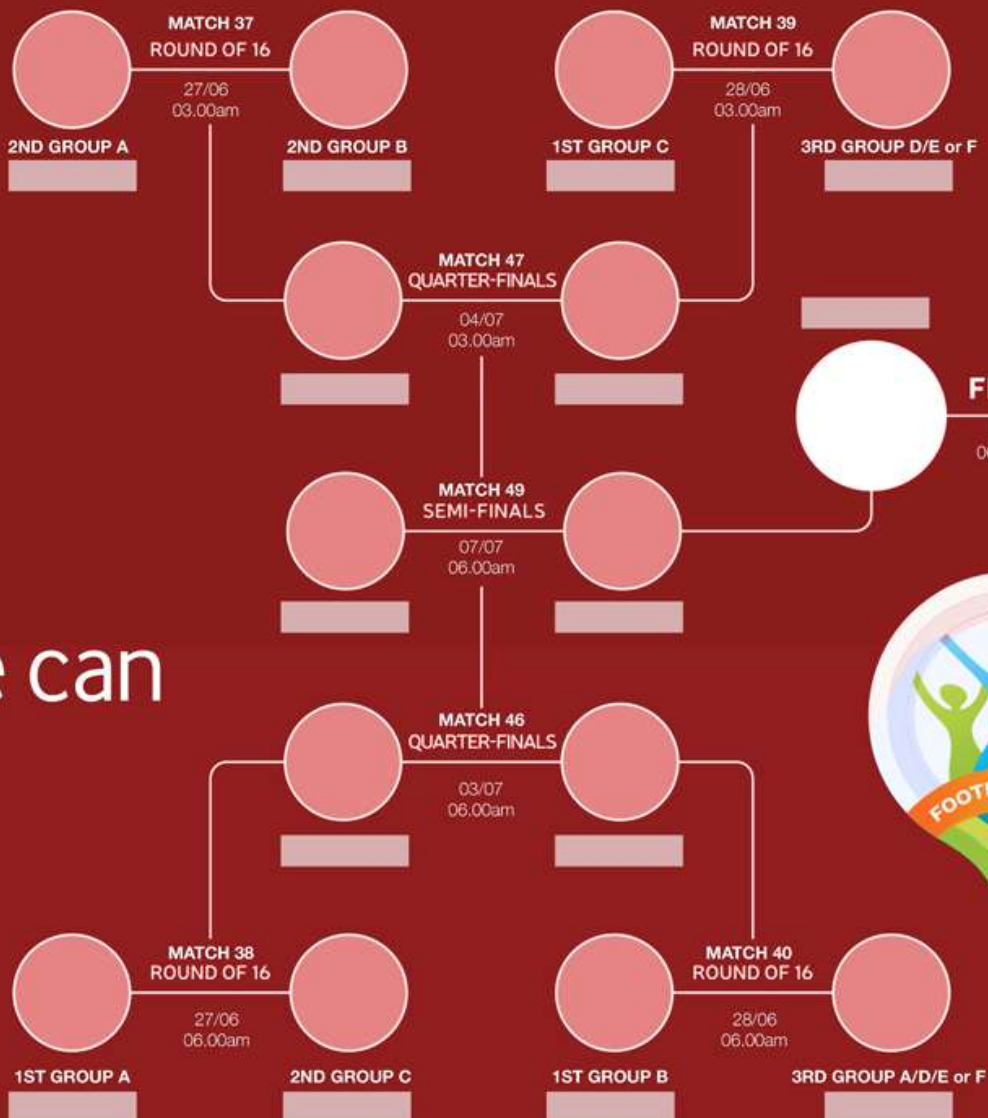 MATCH 37
ROUND OF 16
27/06
03.00am
2ND GROUP A
2ND GROUP B
MATCH 39
ROUND OF 16
28/06
03.00am
1ST GROUP C
3RD GROUP D/E or F
MATCH 47
QUARTER-FINALS
04/07
03.00am
MATCH 49
SEMI-FINALS
07/07
06.00am
can
MATCH 46
QUARTER-FINALS
03/07
06.00am
MATCH 38
ROUND OF 16
27/06
06.00am
1ST GROUP A
2ND GROUP C
MATCH 40
ROUND OF 16
28/06
06.00am
1ST GROUP B
3RD GROUP A/D/E or F